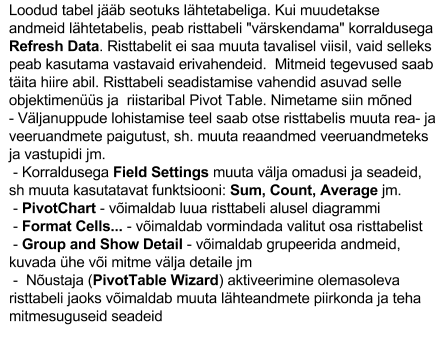 Loodud tabel jääb seotuks lähtetabeliga. Kui muudetakse
andmeid lähtetabelis, peab risttabeli "värskendama" korraldusega
Refresh Data. Risttabelit ei saa muuta tavalisel viisil, vaid selleks
peab kasutama vastavaid erivahendeid.  Mitmeid tegevused saab
täita hiire abil. Risttabeli seadistamise vahendid asuvad selle
objektimenüüs ja  riistaribal Pivot Table. Nimetame siin mõned
- Väljanuppude lohistamise teel saab otse risttabelis muuta rea- ja
veeruandmete paigutust, sh. muuta reaandmed veeruandmeteks
ja vastupidi jm.
- Korraldusega Field Settings muuta välja omadusi ja seadeid,
sh muuta kasutatavat funktsiooni: Sum, Count, Average jm.
- PivotChart - võimaldab luua risttabeli alusel diagrammi
- Format Cells... - võimaldab vormindada valitut osa risttabelist
- Group and Show Detail - võimaldab grupeerida andmeid,
kuvada ühe või mitme välja detaile jm
-  Nõustaja (PivotTable Wizard) aktiveerimine olemasoleva
risttabeli jaoks võimaldab muuta lähteandmete piirkonda ja teha
mitmesuguseid seadeid